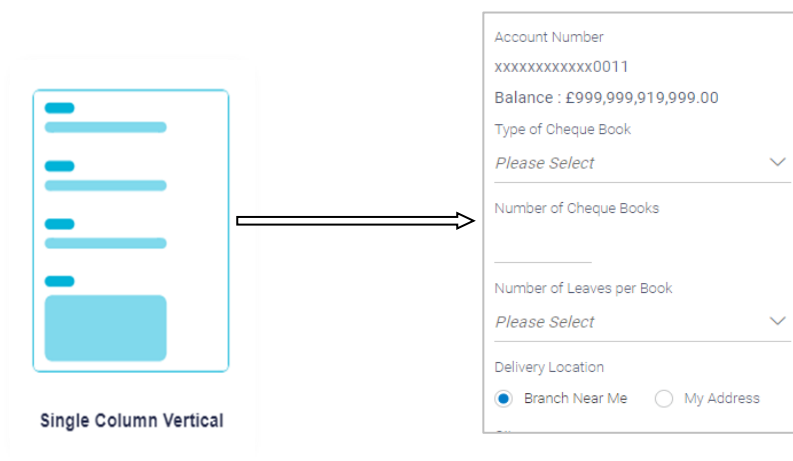 Account Number
xxxxxxxxxxxx0011
Balance : £999,999,919,999.00
Type of Cheque Book
Please Select
Number of Cheque Books
Number of Leaves per Book
Please Select
Delivery Location
Branch Near Me My Address
Single Column Vertical